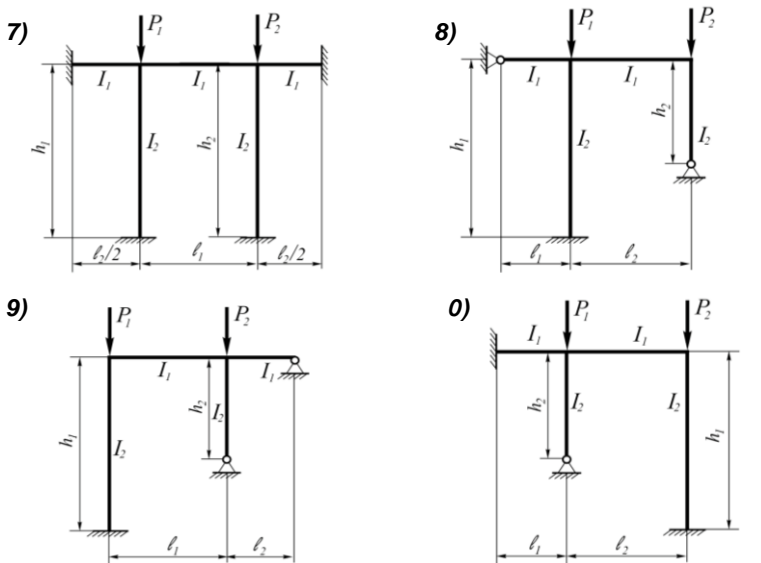 7)
P₁
P₂
I₁
I₁
I₁
h₁
I₂
h₂
I₂
ℓ₂/2
ℓ₁
ℓ₂/2
8)
P₁
P₂
I₁
I₁
h₁
I₂
h₂
I₂
ℓ₁
ℓ₂
9)
P₁
P₂
I₁
I₁
h₁
I₂
h₂
I₂
ℓ₁
ℓ₂
0)
P₁
P₂
I₁
I₁
h₂
I₂
I₂
h₁
ℓ₁
ℓ₂